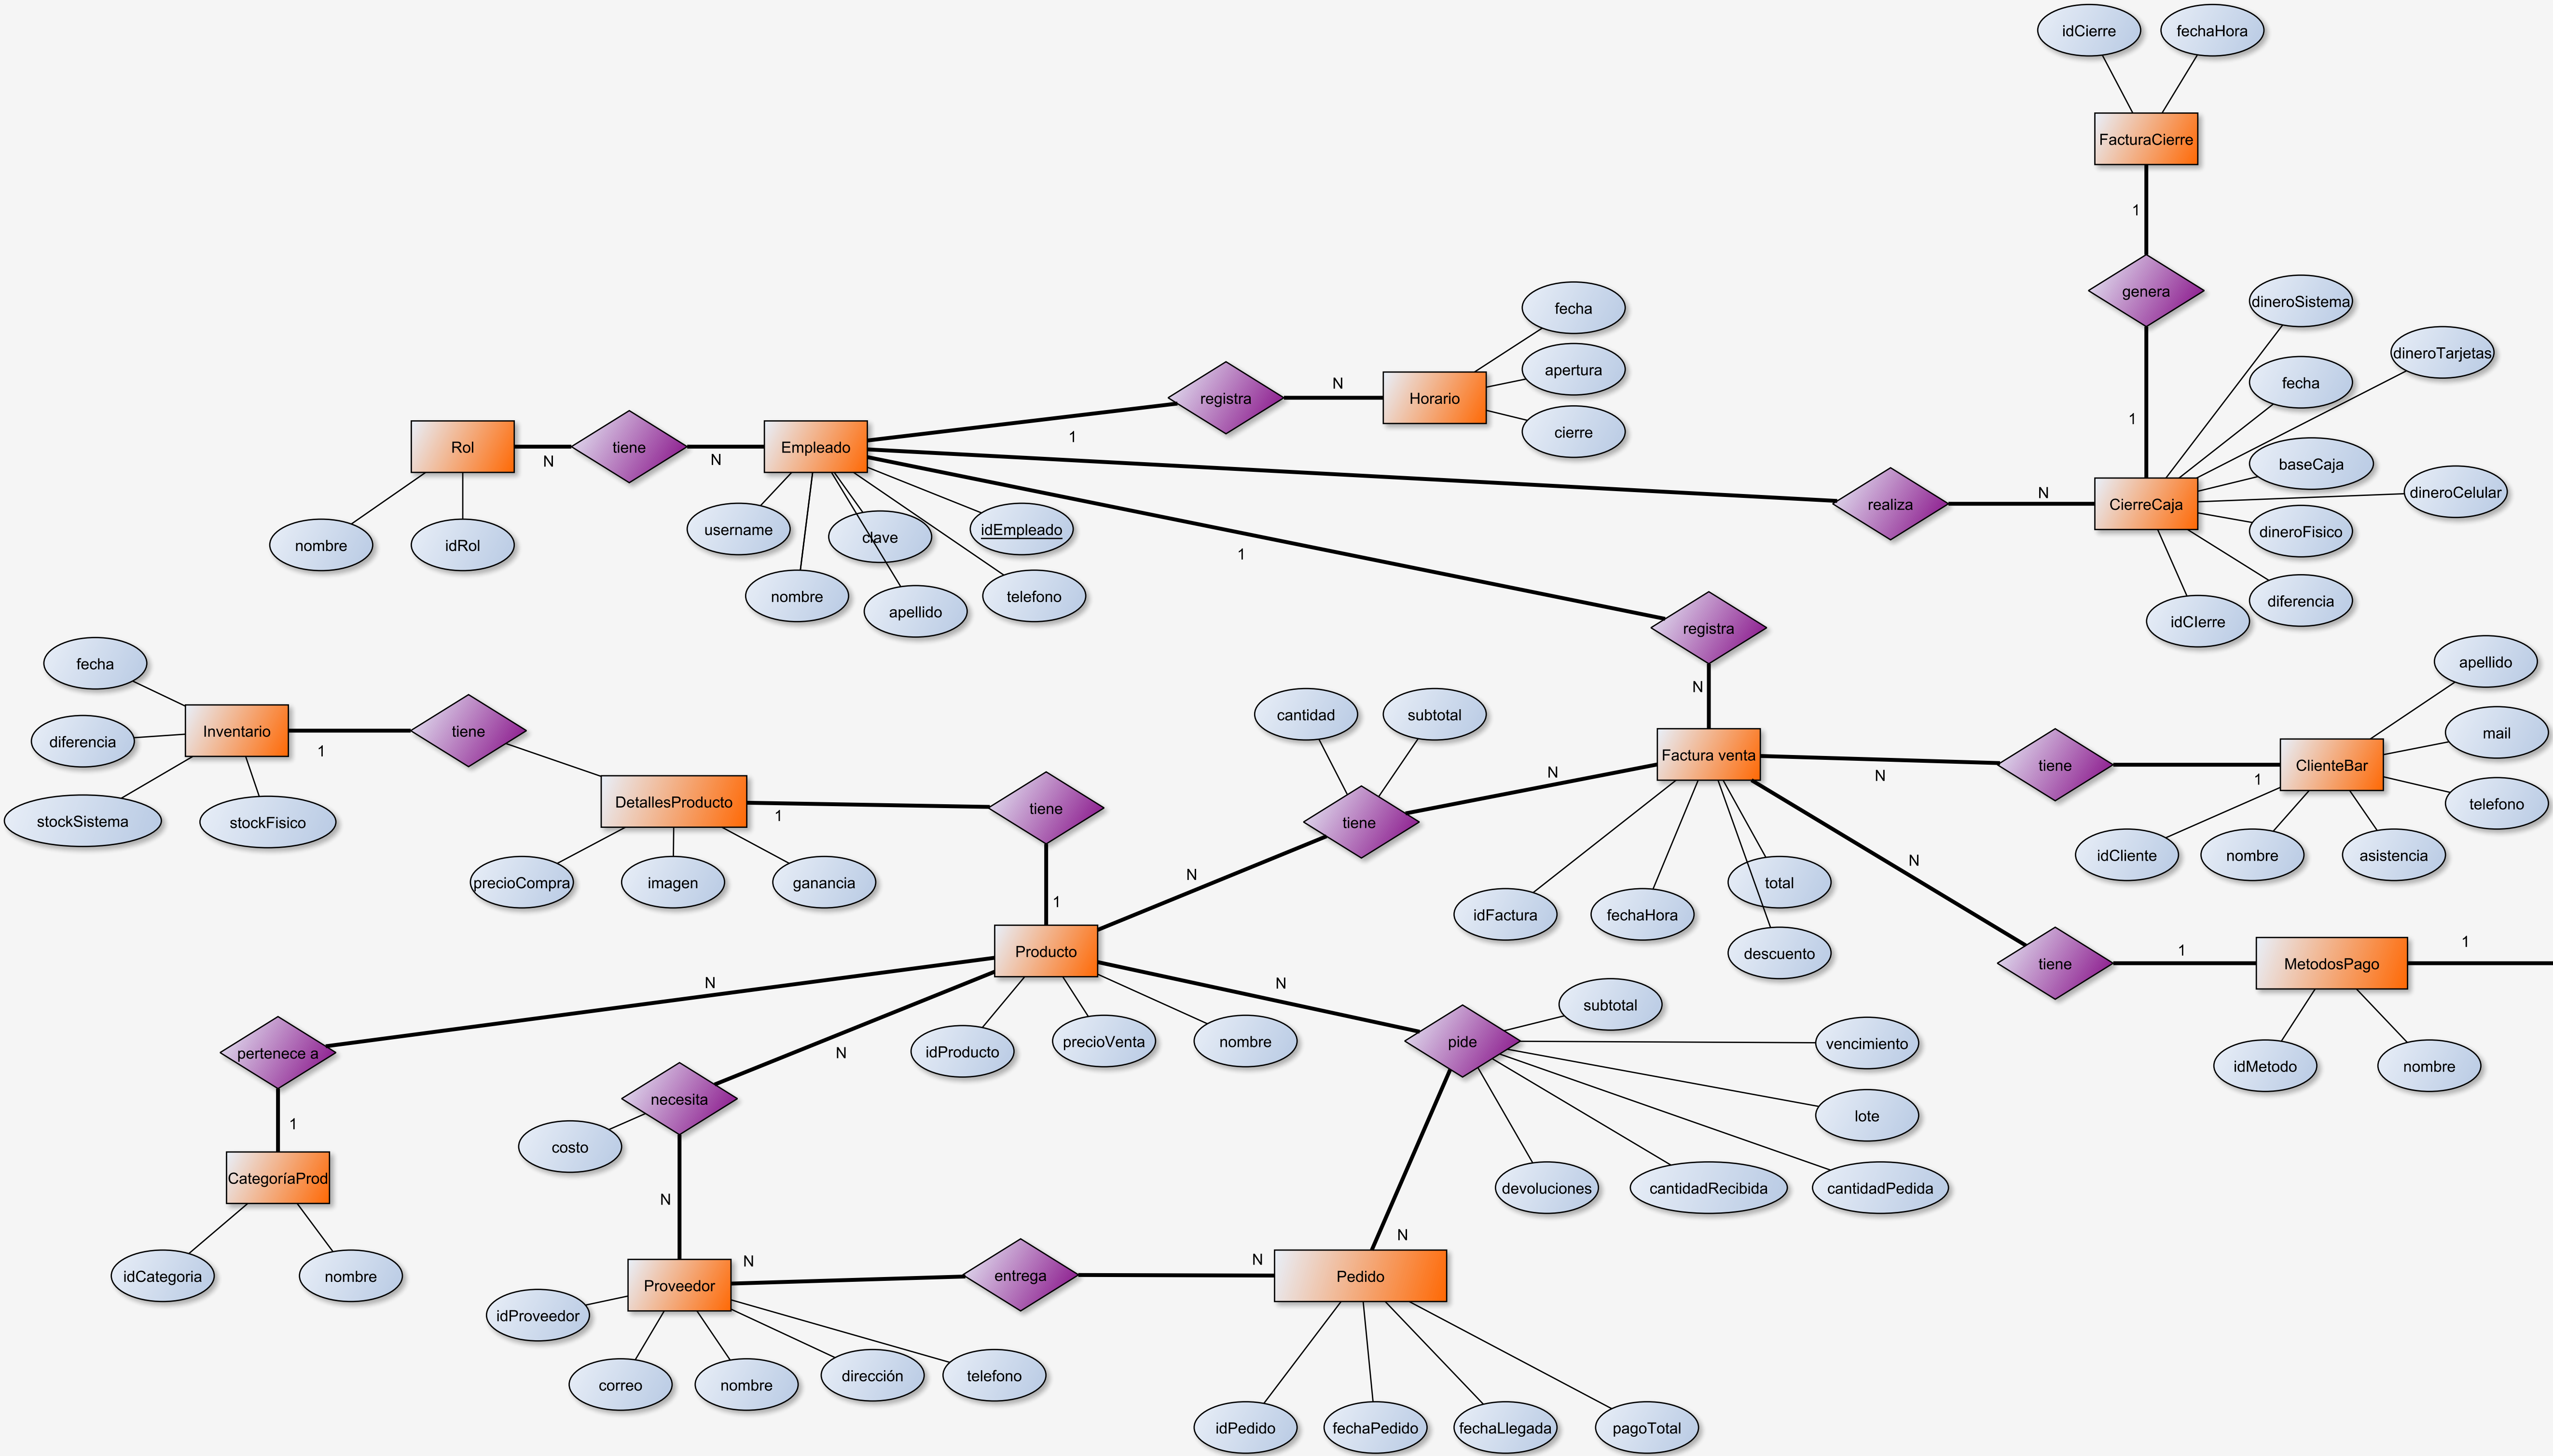 idCierre
fechaHora
FacturaCierre
1
genera
dineroSistema
fecha
dineroTarjetas
fecha
apertura
registra
N
Horario
1
1
cierre
Rol
N
tiene
N
Empleado
baseCaja
dineroCelular
N
realiza
CierreCaja
username
clave
idEmpleado
dineroFisico
nombre
idRol
1
nombre
apellido
telefono
diferencia
idCIerre
registra
fecha
apellido
N
cantidad
subtotal
Inventario
tiene
diferencia
1
mail
Factura venta
tiene
ClienteBar
N
N
1
DetallesProducto
1
tiene
tiene
telefono
stockSistema
stockFisico
idCliente
nombre
asistencia
N
N
precioCompra
imagen
ganancia
total
1
idFactura
fechaHora
Producto
descuento
tiene
1
MetodosPago
1
N
N
subtotal
idProducto
precioVenta
nombre
pide
vencimiento
pertenece a
N
idMetodo
nombre
necesita
1
lote
costo
CategoríaProd
N
devoluciones
cantidadRecibida
cantidadPedida
N
idCategoria
nombre
N
N
Proveedor
entrega
Pedido
idProveedor
correo
nombre
dirección
telefono
idPedido
fechaPedido
fechaLlegada
pagoTotal